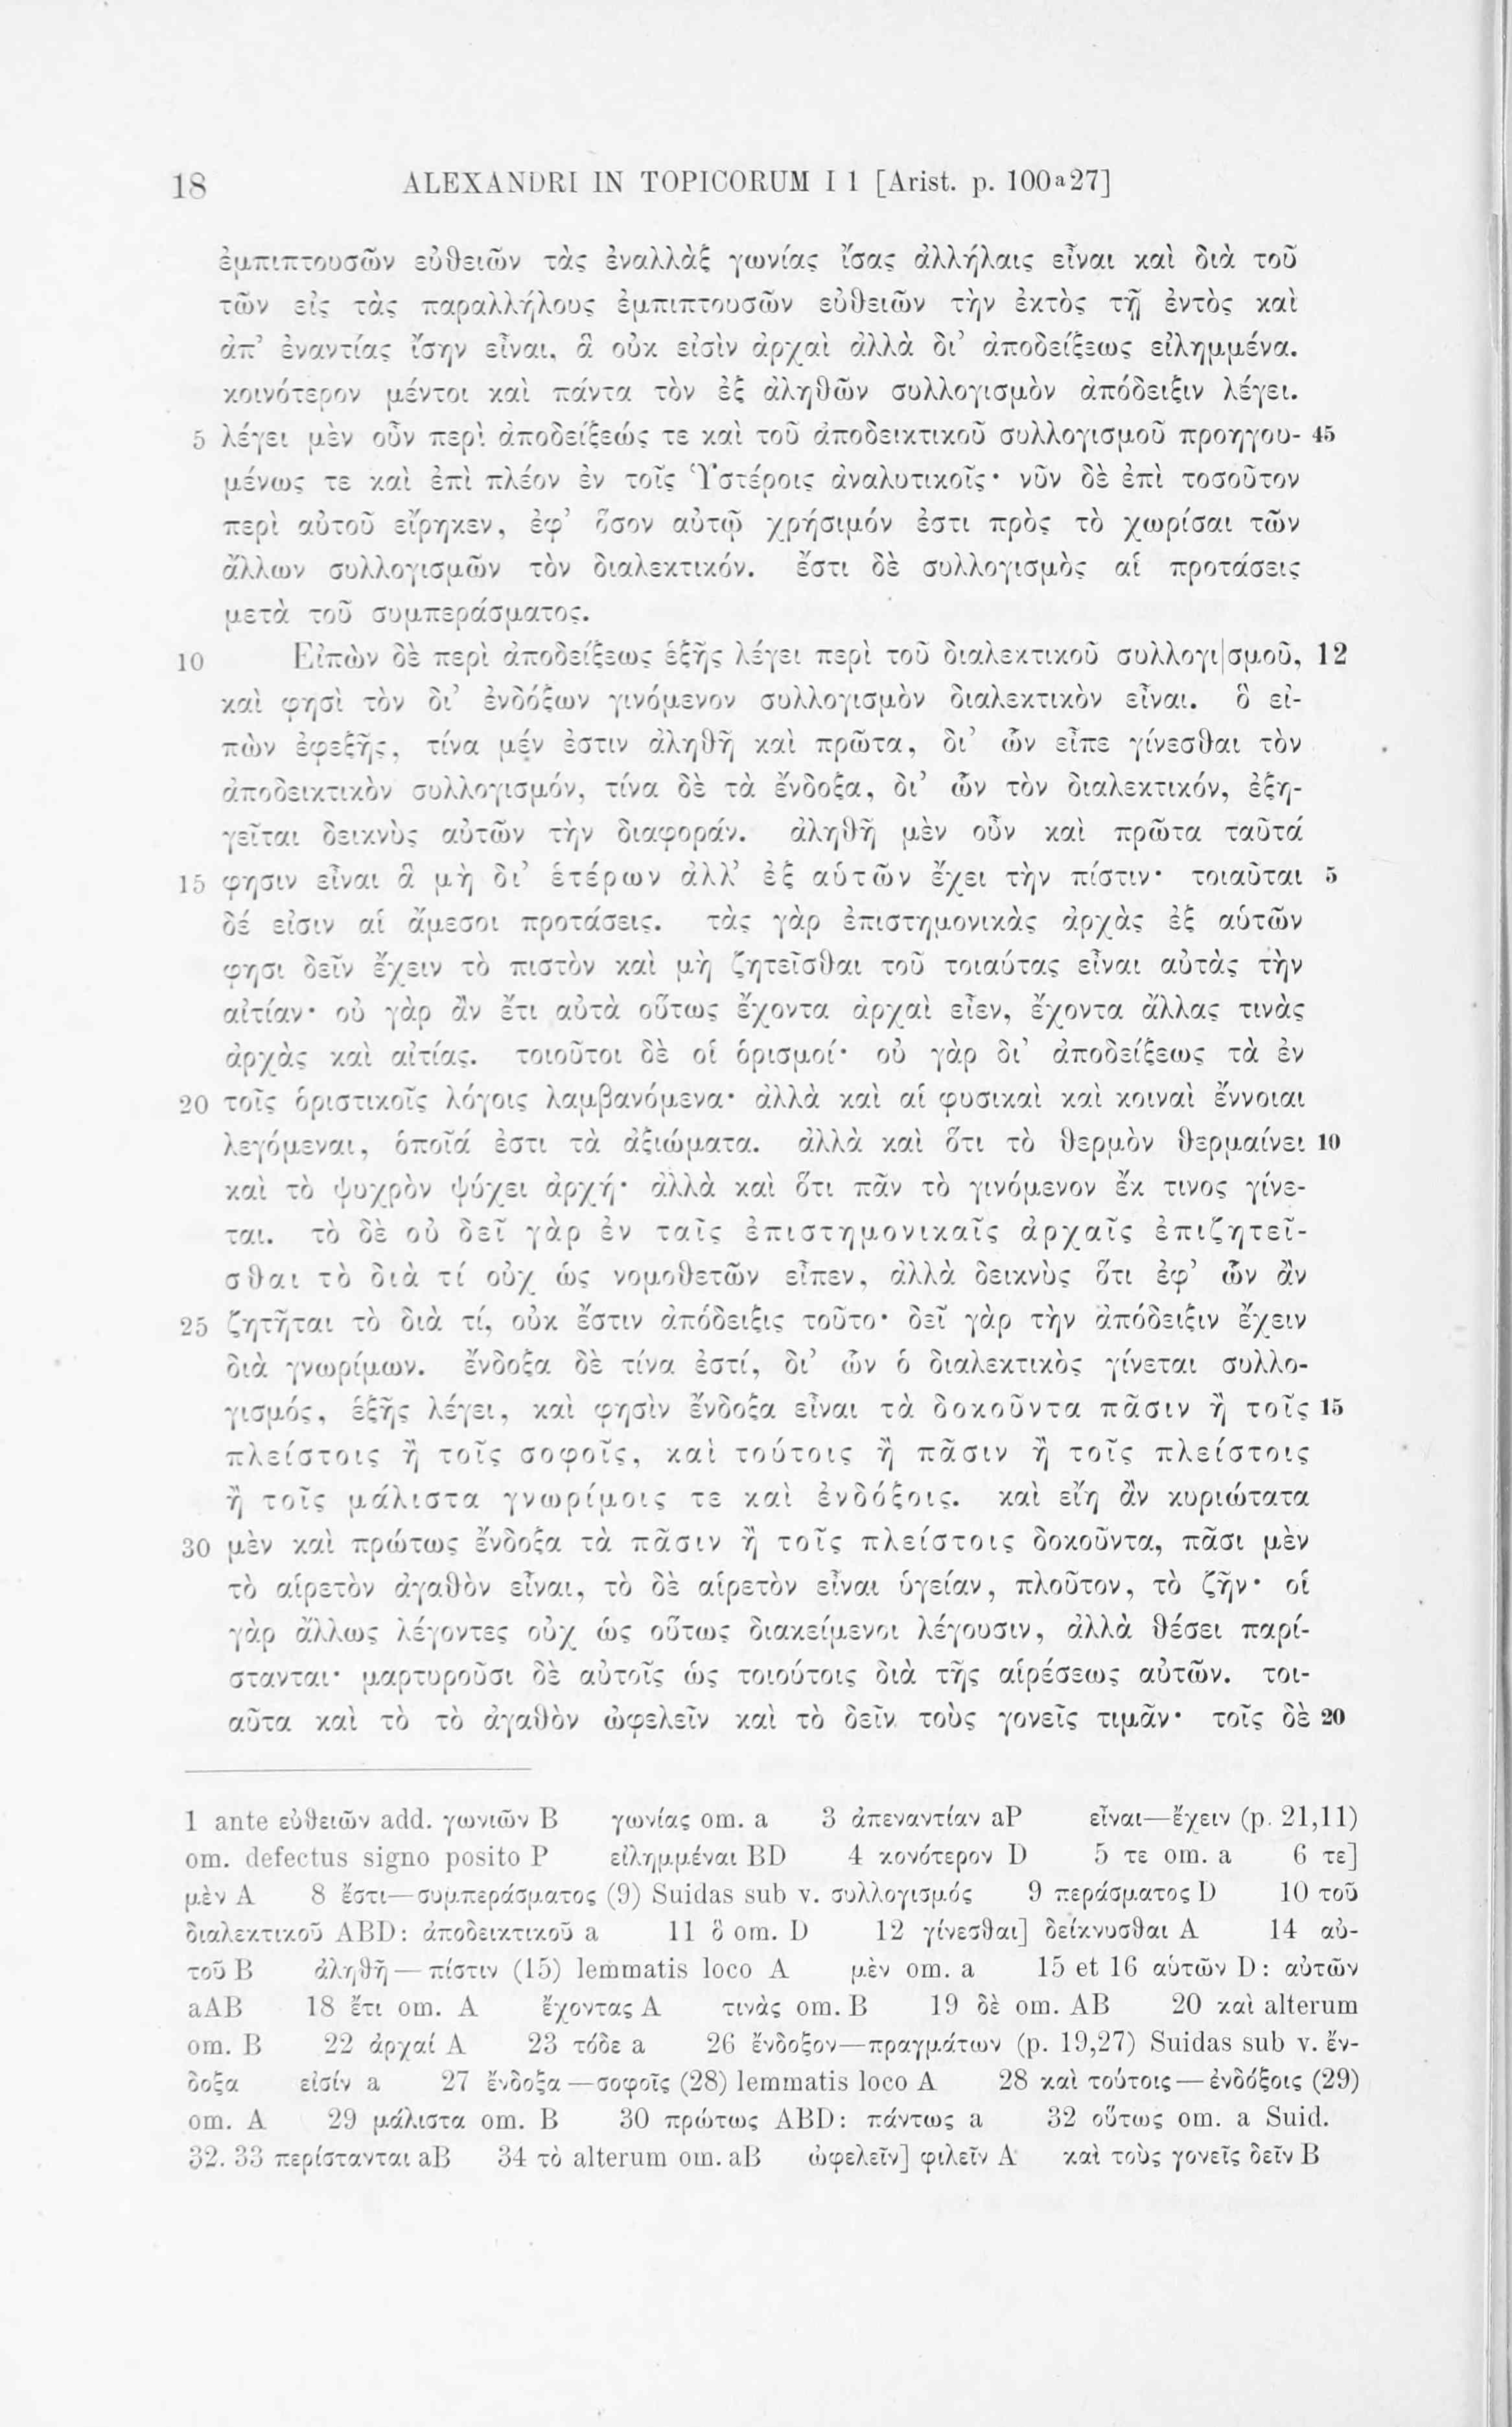 18 ALEXANDRI IN TOPICORUM I 1 [Arist. p. 100a27]
ἐμπιπτουσῶν εὐθειῶν τὰς ἐναλλὰξ γωνίας ἴσας ἀλλήλαις εἶναι καὶ διὰ τοῦ
τῶν εἰς τὰς παραλλήλους ἐμπιπτουσῶν εὐθειῶν τὴν ἐκτὸς τῇ ἐντὸς καὶ
ἀπ’ ἐναντίας ἴσην εἶναι, ἃ οὐκ εἰσὶν ἀρχαὶ ἀλλὰ δι’ ἀποδείξεως εἰλημμένα.
κοινότερον μέντοι καὶ πάντα τὸν ἐξ ἀληθῶν συλλογισμὸν ἀπόδειξιν λέγει.
5 λέγει μὲν οὖν περὶ ἀποδείξεώς τε καὶ τοῦ ἀποδεικτικοῦ συλλογισμοῦ προηγου- 45
μένως τε καὶ ἐπὶ πλέον ἐν τοῖς Ὑστέροις ἀναλυτικοῖς· νῦν δὲ ἐπὶ τοσοῦτον
περὶ αὐτοῦ εἴρηκεν, ἐφ’ ὅσον αὐτῷ χρήσιμόν ἐστι πρὸς τὸ χωρίσαι τῶν
ἄλλων συλλογισμῶν τὸν διαλεκτικόν. ἔστι δὲ συλλογισμὸς αἱ προτάσεις
μετὰ τοῦ συμπεράσματος.
10 Εἰπὼν δὲ περὶ ἀποδείξεως ἑξῆς λέγει περὶ τοῦ διαλεκτικοῦ συλλογι|σμοῦ, 12
καὶ φησὶ τὸν δι’ ἐνδόξων γινόμενον συλλογισμὸν διαλεκτικὸν εἶναι. ὃ εἰ-
πὼν ἐφεξῆς, τίνα μέν ἐστιν ἀληθῆ καὶ πρῶτα, δι’ ὧν εἶπε γίνεσθαι τὸν
ἀποδεικτικὸν συλλογισμόν, τίνα δὲ τὰ ἔνδοξα, δι’ ὧν τὸν διαλεκτικόν, ἐξη-
γεῖται δεικνὺς αὐτῶν τὴν διαφοράν. ἀληθῆ μὲν οὖν καὶ πρῶτα ταῦτά
15 φησιν εἶναι ἃ μὴ δι’ ἑτέρων ἀλλ’ ἐξ αὑτῶν ἔχει τὴν πίστιν· τοιαῦται 5
δέ εἰσιν αἱ ἄμεσοι προτάσεις. τὰς γὰρ ἐπιστημονικὰς ἀρχὰς ἐξ αὑτῶν
φησι δεῖν ἔχειν τὸ πιστὸν καὶ μὴ ζητεῖσθαι τοῦ τοιαύτας εἶναι αὐτὰς τὴν
αἰτίαν· οὐ γὰρ ἂν ἔτι αὐτὰ οὕτως ἔχοντα ἀρχαὶ εἶεν, ἔχοντα ἄλλας τινὰς
ἀρχὰς καὶ αἰτίας. τοιοῦτοι δὲ οἱ ὁρισμοί· οὐ γὰρ δι’ ἀποδείξεως τὰ ἐν
20 τοῖς ὁριστικοῖς λόγοις λαμβανόμενα· ἀλλὰ καὶ αἱ φυσικαὶ καὶ κοιναὶ ἔννοιαι
λεγόμεναι, ὁποῖά ἐστι τὰ ἀξιώματα. ἀλλὰ καὶ ὅτι τὸ θερμὸν θερμαίνει 10
καὶ τὸ ψυχρὸν ψύχει ἀρχή· ἀλλὰ καὶ ὅτι πᾶν τὸ γινόμενον ἔκ τινος γίνε-
ται. τὸ δὲ οὐ δεῖ γὰρ ἐν ταῖς ἐπιστημονικαῖς ἀρχαῖς ἐπιζητεῖ-
σθαι τὸ διὰ τί οὐχ ὡς νομοθετῶν εἶπεν, ἀλλὰ δεικνὺς ὅτι ἐφ’ ὧν ἂν
25 ζητῆται τὸ διὰ τί, οὐκ ἔστιν ἀπόδειξις τοῦτο· δεῖ γὰρ τὴν ἀπόδειξιν ἔχειν
διὰ γνωρίμων. ἔνδοξα δὲ τίνα ἐστί, δι’ ὧν ὁ διαλεκτικὸς γίνεται συλλο-
γισμός, ἑξῆς λέγει, καὶ φησὶν ἔνδοξα εἶναι τὰ δοκοῦντα πᾶσιν ἢ τοῖς 15
πλείστοις ἢ τοῖς σοφοῖς, καὶ τούτοις ἢ πᾶσιν ἢ τοῖς πλείστοις
ἢ τοῖς μάλιστα γνωρίμοις τε καὶ ἐνδόξοις. καὶ εἴη ἂν κυριώτατα
30 μὲν καὶ πρώτως ἔνδοξα τὰ πᾶσιν ἢ τοῖς πλείστοις δοκοῦντα, πᾶσι μὲν
τὸ αἱρετὸν ἀγαθὸν εἶναι, τὸ δὲ αἱρετὸν εἶναι ὑγείαν, πλοῦτον, τὸ ζῆν· οἱ
γὰρ ἄλλως λέγοντες οὐχ ὡς οὕτως διακείμενοι λέγουσιν, ἀλλὰ θέσει παρί-
στανται· μαρτυροῦσι δὲ αὐτοῖς ὡς τοιούτοις διὰ τῆς αἱρέσεως αὐτῶν. τοι-
αῦτα καὶ τὸ τὸ ἀγαθὸν ὠφελεῖν καὶ τὸ δεῖν τοὺς γονεῖς τιμᾶν· τοῖς δὲ 20
1 ante εὐθειῶν add. γωνιῶν B γωνίας om. a 3 ἀπεναντίαν aP εἶναι—ἔχειν (p. 21,11)
om. defectus signo posito P εἰλημμέναι BD 4 κονότερον D 5 τε om. a 6 τε]
μὲν A 8 ἔστι—συμπεράσματος (9) Suidas sub v. συλλογισμός 9 περάσματος D 10 τοῦ
διαλεκτικοῦ ABD: ἀποδεικτικοῦ a 11 ὃ om. D 12 γίνεσθαι] δείκνυσθαι A 14 αὐ-
τοῦ B ἀληθῆ—πίστιν (15) lemmatis loco A μὲν om. a 15 et 16 αὑτῶν D: αὐτῶν
aAB 18 ἔτι om. A ἔχοντας A τινὰς om. B 19 δὲ om. AB 20 καὶ alterum
om. B 22 ἀρχαί A 23 τόδε a 26 ἔνδοξον—πραγμάτων (p. 19,27) Suidas sub v. ἔν-
δοξα εἰσίν a 27 ἔνδοξα—σοφοῖς (28) lemmatis loco A 28 καὶ τούτοις—ἐνδόξοις (29)
om. A 29 μάλιστα om. B 30 πρώτως ABD: πάντως a 32 οὕτως om. a Suid.
32. 33 περίστανται aB 34 τὸ alterum om. aB ὠφελεῖν] φιλεῖν A καὶ τοὺς γονεῖς δεῖν B